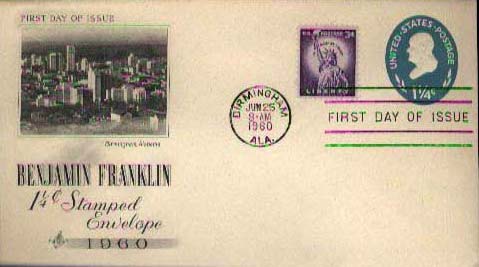 FIRST DAY OF ISSUE
Birmingham, Alabama
BENJAMIN FRANKLIN
1¼¢ Stamped
Envelope
1960
U.S. POSTAGE 3¢
LIBERTY
BIRMINGHAM
JUN 25
9-AM
1960
ALA.
UNITED·STATES·POSTAGE
1¼¢
FIRST DAY OF ISSUE